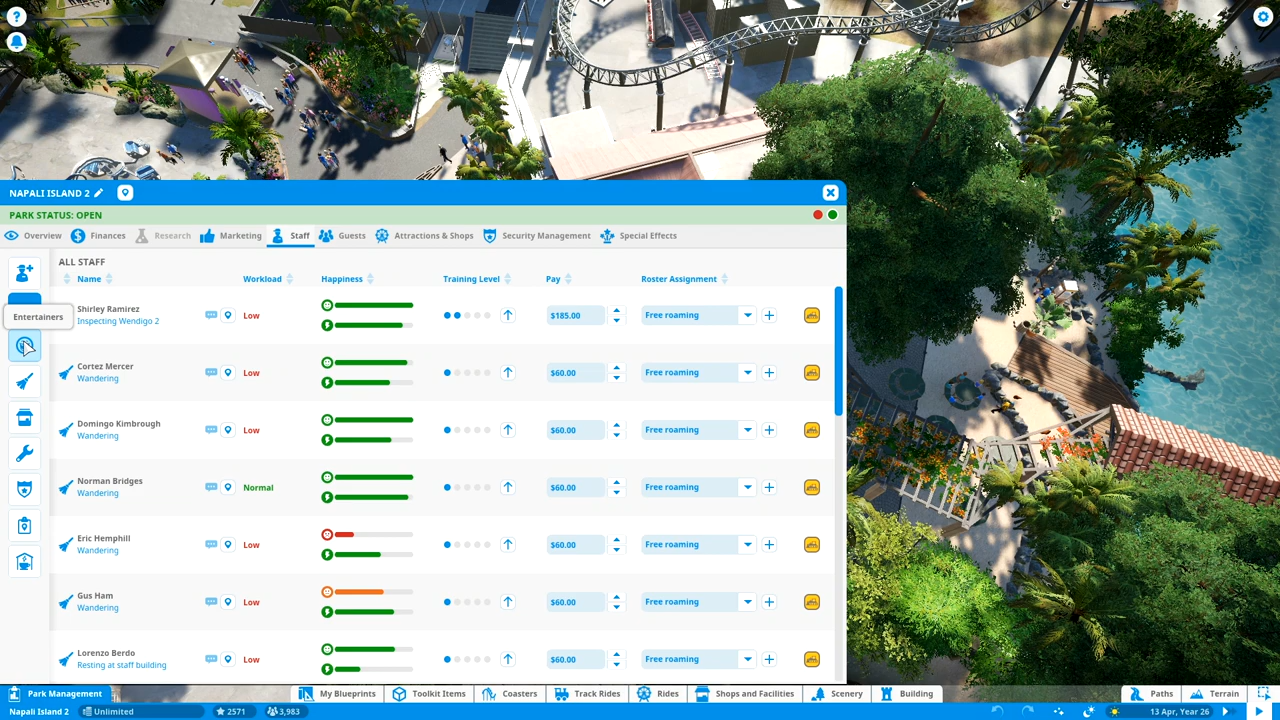 NAPALI ISLAND 2
PARK STATUS: OPEN
Overview Finances Research Marketing Staff Guests Attractions & Shops Security Management Special Effects
ALL STAFF
Name Workload Happiness Training Level Pay Roster Assignment
Entertainers
Shirley Ramirez
Inspecting Wendigo 2
Low
$185.00
Free roaming
Cortez Mercer
Wandering
Low
$60.00
Free roaming
Domingo Kimbrough
Wandering
Low
$60.00
Free roaming
Norman Bridges
Wandering
Normal
$60.00
Free roaming
Eric Hemphill
Wandering
Low
$60.00
Free roaming
Gus Ham
Wandering
Low
$60.00
Free roaming
Lorenzo Berdo
Resting at staff building
Low
$60.00
Free roaming
Park Management My Blueprints Toolkit Items Coasters Track Rides Rides Shops and Facilities Scenery Building Paths Terrain
Napali Island 2 Unlimited 2571 3,983 13 Apr, Year 26